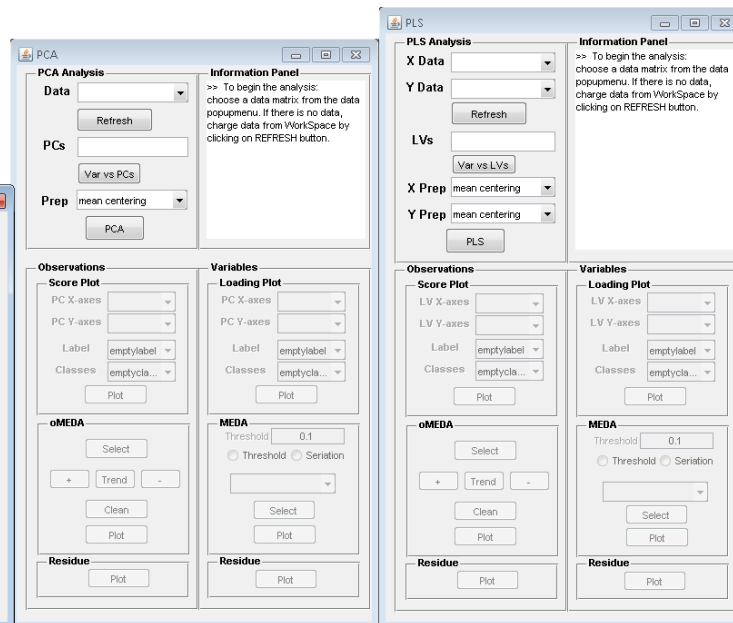 PCA
PCA Analysis
Data
Refresh
PCs
Var vs PCs
Prep mean centering
PCA
Information Panel
>> To begin the analysis:
choose a data matrix from the data
popupmenu. If there is no data,
charge data from WorkSpace by
clicking on REFRESH button.
Observations
Score Plot
PC X-axes
PC Y-axes
Label emptylabel
Classes emptycla...
Plot
oMEDA
Select
+ Trend -
Clean
Plot
Residue
Plot
Variables
Loading Plot
PC X-axes
PC Y-axes
Label emptylabel
Classes emptycla...
Plot
MEDA
Threshold 0.1
Threshold Seriation
Select
Plot
Residue
Plot
PLS
PLS Analysis
X Data
Y Data
Refresh
LVs
Var vs LVs
X Prep mean centering
Y Prep mean centering
PLS
Information Panel
>> To begin the analysis:
choose a data matrix from the data
popupmenu. If there is no data,
charge data from WorkSpace by
clicking on REFRESH button.
Observations
Score Plot
LV X-axes
LV Y-axes
Label emptylabel
Classes emptycla...
Plot
oMEDA
Select
+ Trend -
Clean
Plot
Residue
Plot
Variables
Loading Plot
LV X-axes
LV Y-axes
Label emptylabel
Classes emptycla...
Plot
MEDA
Threshold 0.1
Threshold Seriation
Select
Plot
Residue
Plot